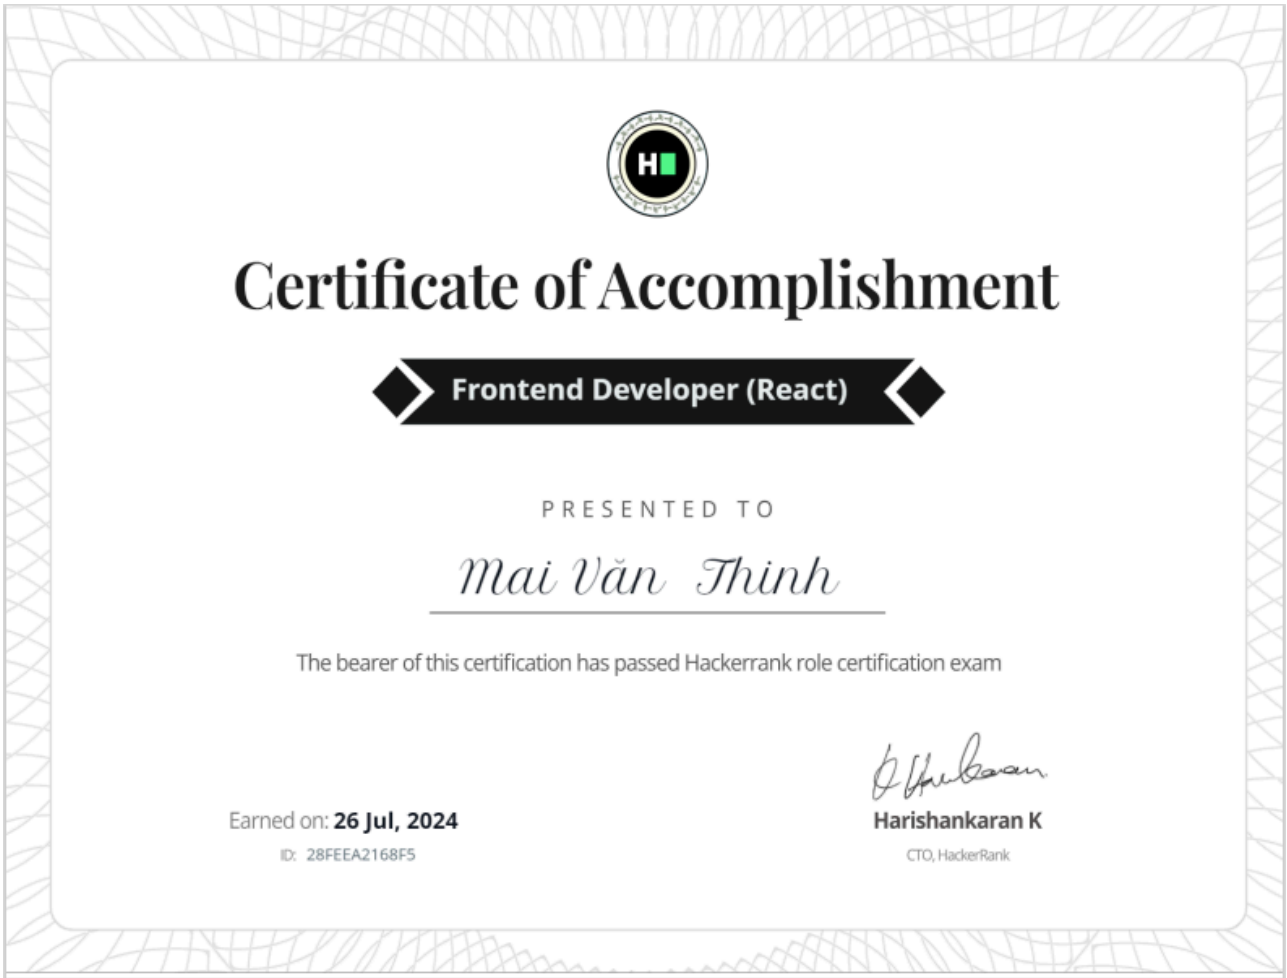 H
Certificate of Accomplishment
Frontend Developer (React)
PRESENTED TO
Mai Văn Thinh
The bearer of this certification has passed Hackerrank role certification exam
Earned on: 26 Jul, 2024
ID: 28FEEA2168F5
Harishankaran K
CTO, HackerRank